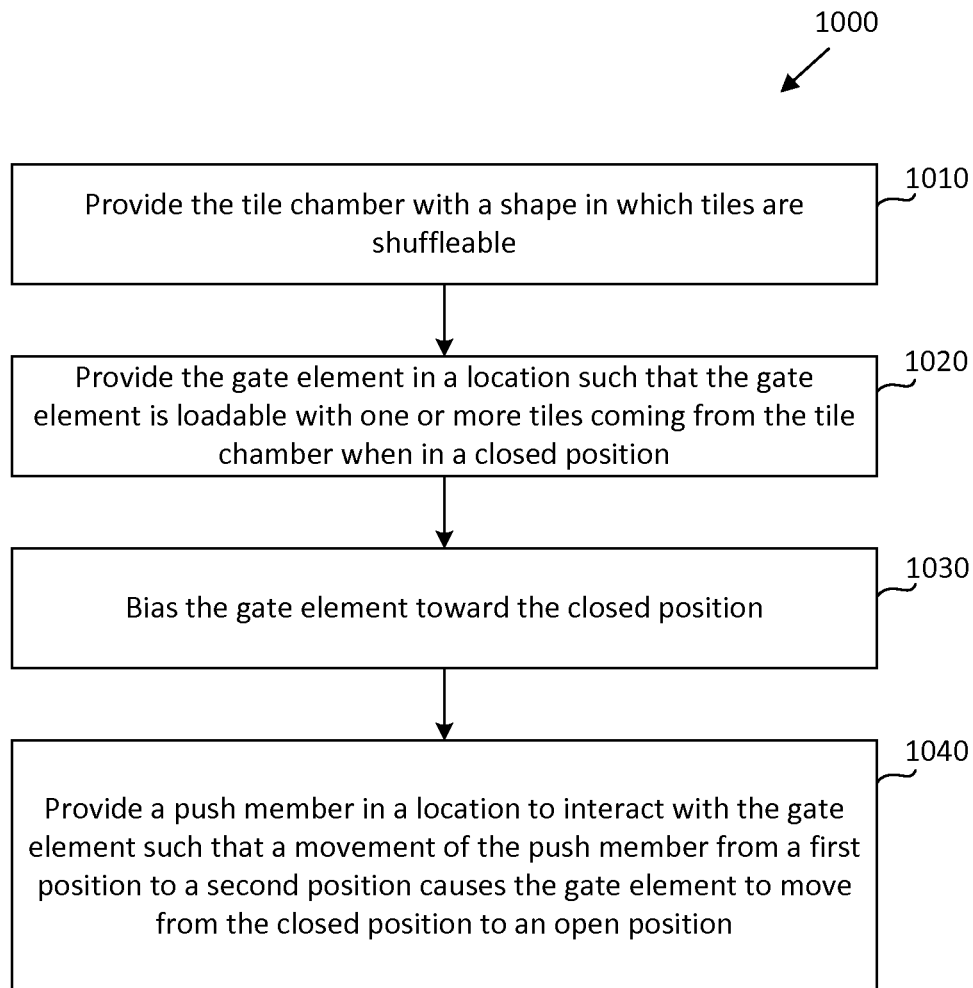 1000
1010
Provide the tile chamber with a shape in which tiles are
shuffleable
1020
Provide the gate element in a location such that the gate
element is loadable with one or more tiles coming from the tile
chamber when in a closed position
1030
Bias the gate element toward the closed position
1040
Provide a push member in a location to interact with the gate
element such that a movement of the push member from a first
position to a second position causes the gate element to move
from the closed position to an open position